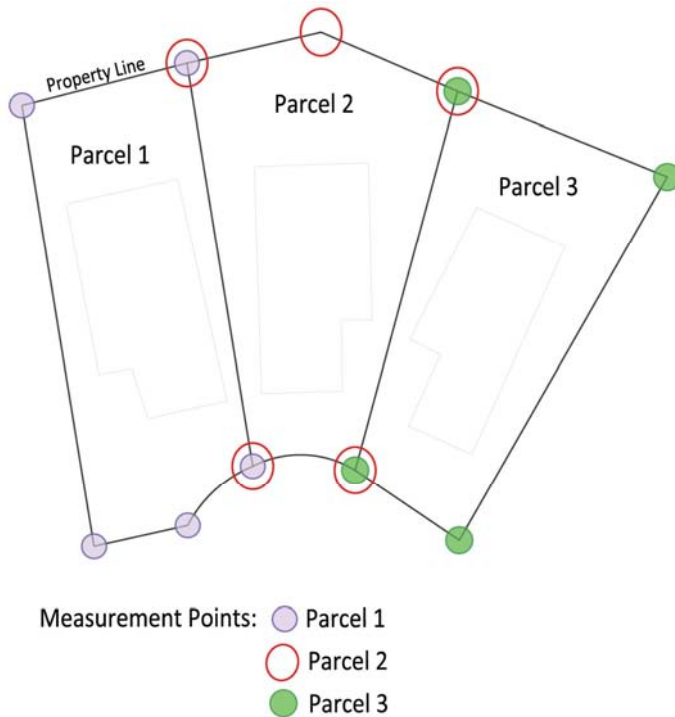 Property Line
Parcel 1
Parcel 2
Parcel 3
Measurement Points:
Parcel 1
Parcel 2
Parcel 3